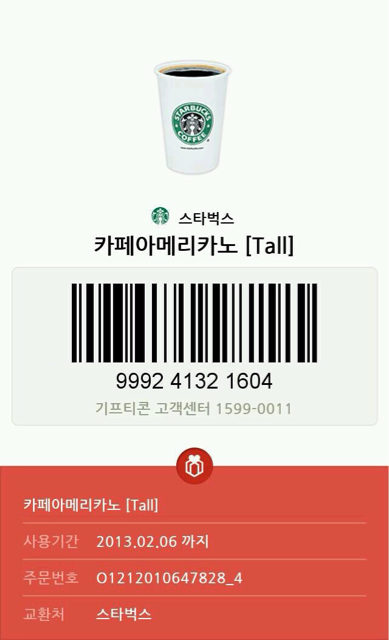 STARBUCKS
COFFEE
스타벅스
카페아메리카노 [Tall]
9992 4132 1604
기프티콘 고객센터 1599-0011
카페아메리카노 [Tall]
사용기간 2013.02.06 까지
주문번호 O1212010647828_4
교환처 스타벅스